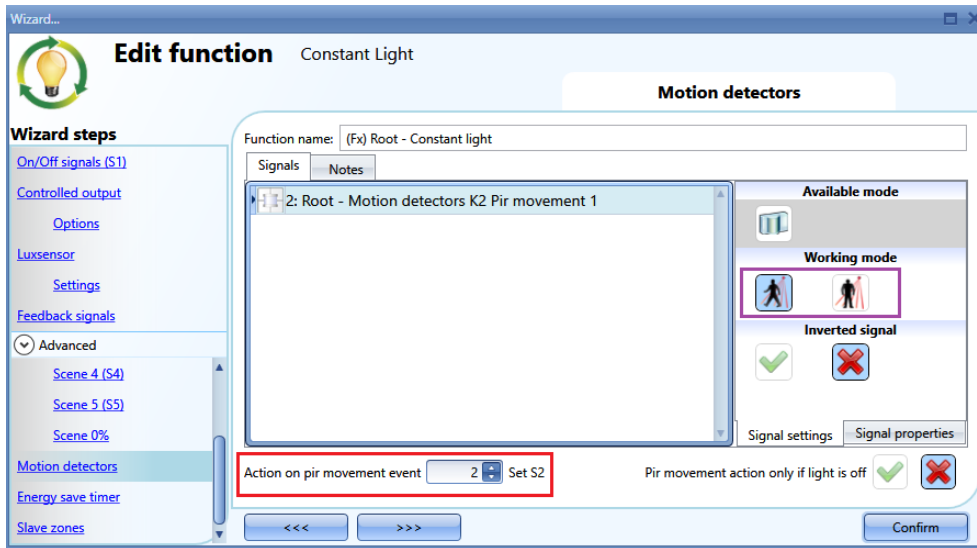 Wizard...
Edit function Constant Light
Motion detectors
Wizard steps
On/Off signals (S1)
Controlled output
Options
Luxsensor
Settings
Feedback signals
Advanced
Scene 4 (S4)
Scene 5 (S5)
Scene 0%
Motion detectors
Energy save timer
Slave zones
Function name: (Fx) Root - Constant light
Signals Notes
2: Root - Motion detectors K2 Pir movement 1
Available mode
Working mode
Inverted signal
Signal settings Signal properties
Action on pir movement event 2 Set S2 Pir movement action only if light is off
<<< >>> Confirm